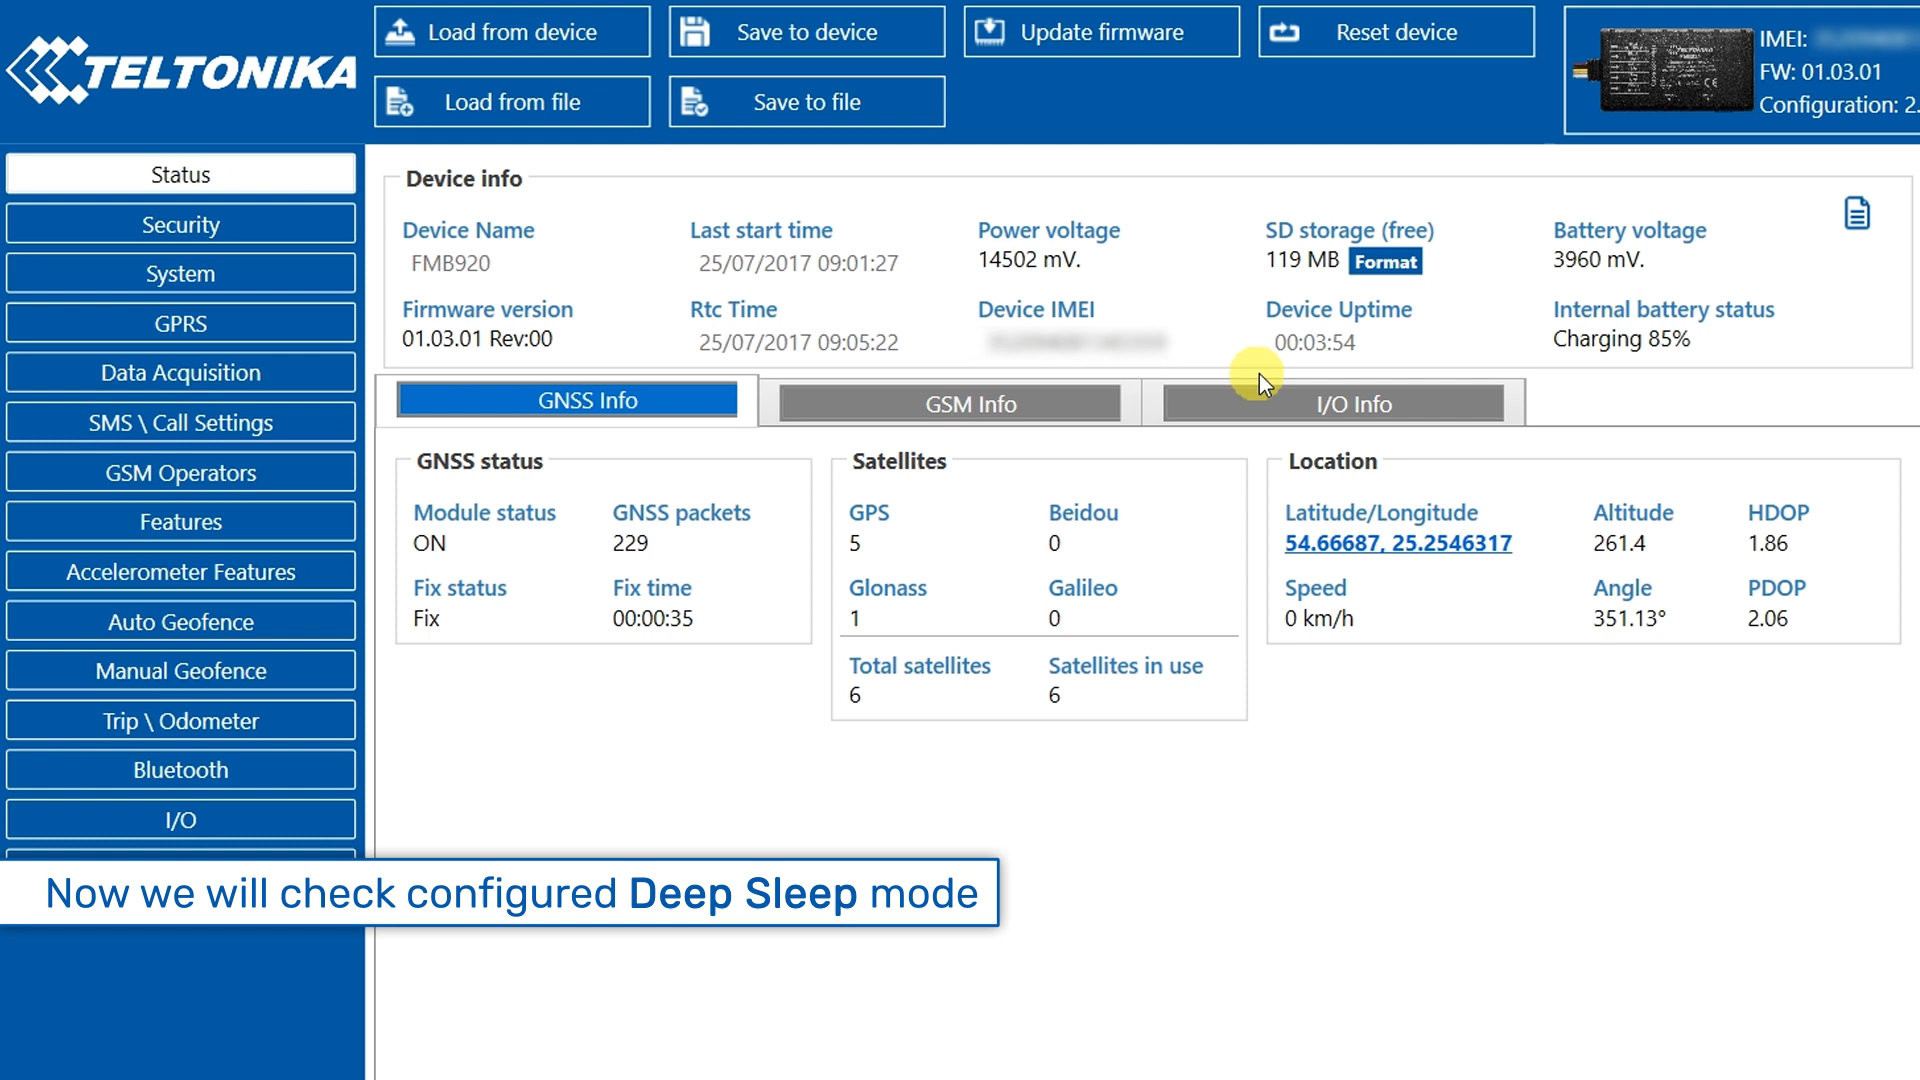 TELTONIKA
Load from device
Save to device
Update firmware
Reset device
Load from file
Save to file
IMEI:
FW: 01.03.01
Configuration: 2.
Status
Security
System
GPRS
Data Acquisition
SMS \ Call Settings
GSM Operators
Features
Accelerometer Features
Auto Geofence
Manual Geofence
Trip \ Odometer
Bluetooth
I/O
Device info
Device Name
FMB920
Last start time
25/07/2017 09:01:27
Power voltage
14502 mV.
SD storage (free)
119 MB Format
Battery voltage
3960 mV.
Firmware version
01.03.01 Rev:00
Rtc Time
25/07/2017 09:05:22
Device IMEI
Device Uptime
00:03:54
Internal battery status
Charging 85%
GNSS Info
GSM Info
I/O Info
GNSS status
Module status
ON
GNSS packets
229
Fix status
Fix
Fix time
00:00:35
Satellites
GPS
5
Beidou
0
Glonass
1
Galileo
0
Total satellites
6
Satellites in use
6
Location
Latitude/Longitude
54.66687, 25.2546317
Altitude
261.4
HDOP
1.86
Speed
0 km/h
Angle
351.13°
PDOP
2.06
Now we will check configured Deep Sleep mode